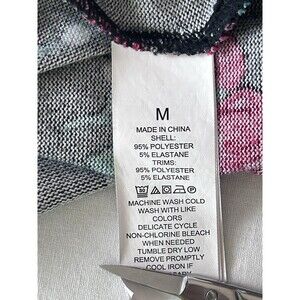 M
MADE IN CHINA
SHELL:
95% POLYESTER
5% ELASTANE
TRIMS:
95% POLYESTER
5% ELASTANE
MACHINE WASH COLD
WASH WITH LIKE
COLORS
DELICATE CYCLE
NON-CHLORINE BLEACH
WHEN NEEDED
TUMBLE DRY LOW
REMOVE PROMPTLY
COOL IRON IF